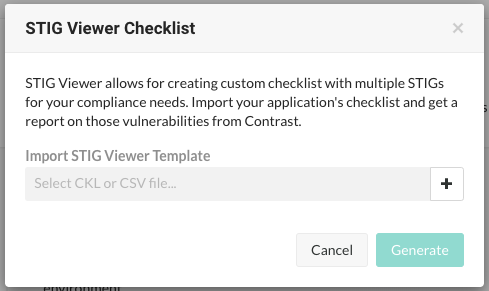 STIG Viewer Checklist
×
STIG Viewer allows for creating custom checklist with multiple STIGs
for your compliance needs. Import your application's checklist and get a
report on those vulnerabilities from Contrast.
Import STIG Viewer Template
Select CKL or CSV file...
+
Cancel
Generate
environment